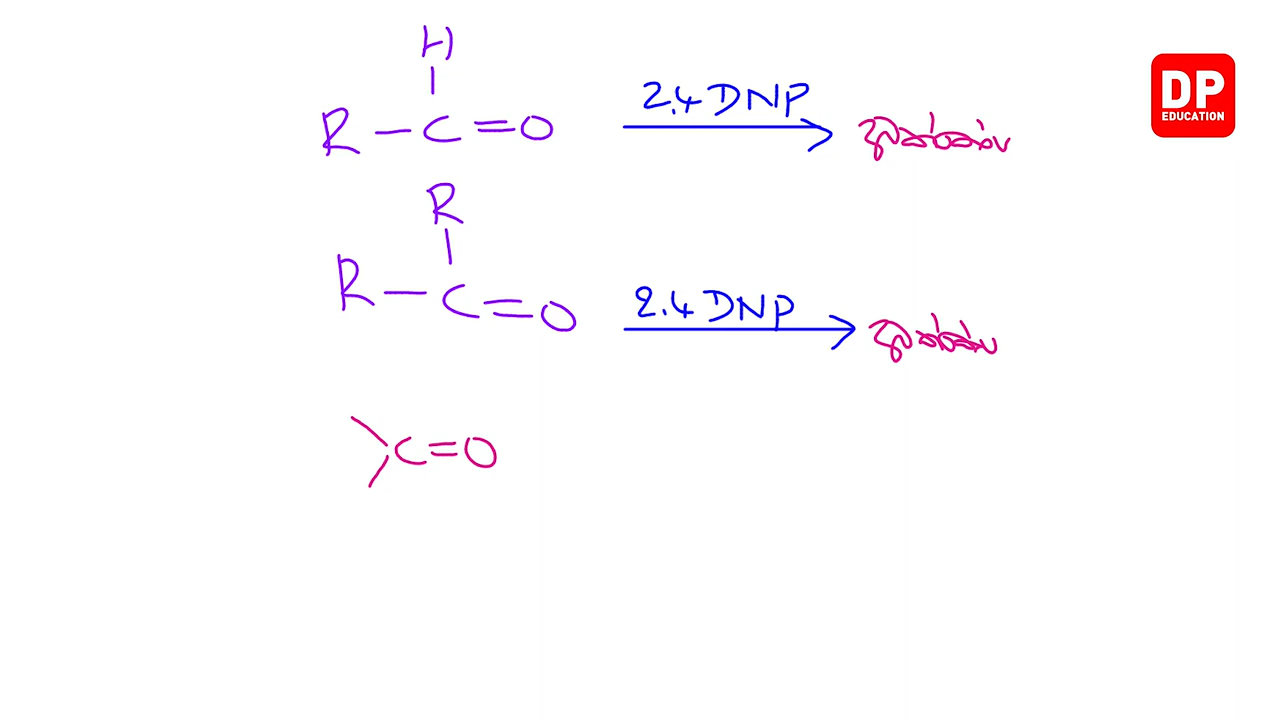 H
R - C = O 2.4 DNP
R
R - C = O 2.4 DNP
C = O
DP
EDUCATION